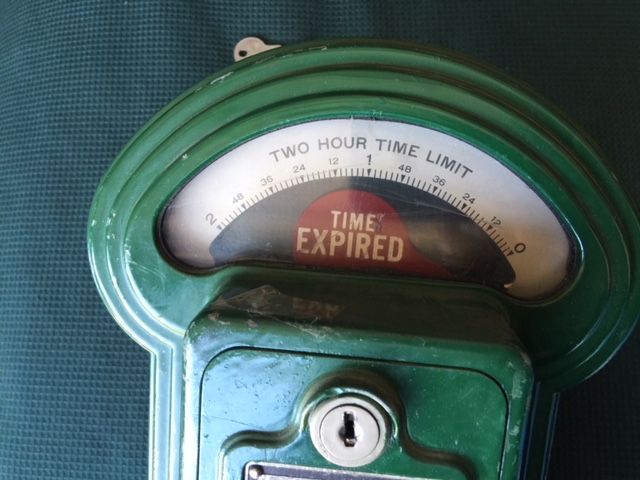 TWO HOUR TIME LIMIT
2 48 36 24 12 1 48 36 24 12 0
TIME
EXPIRED